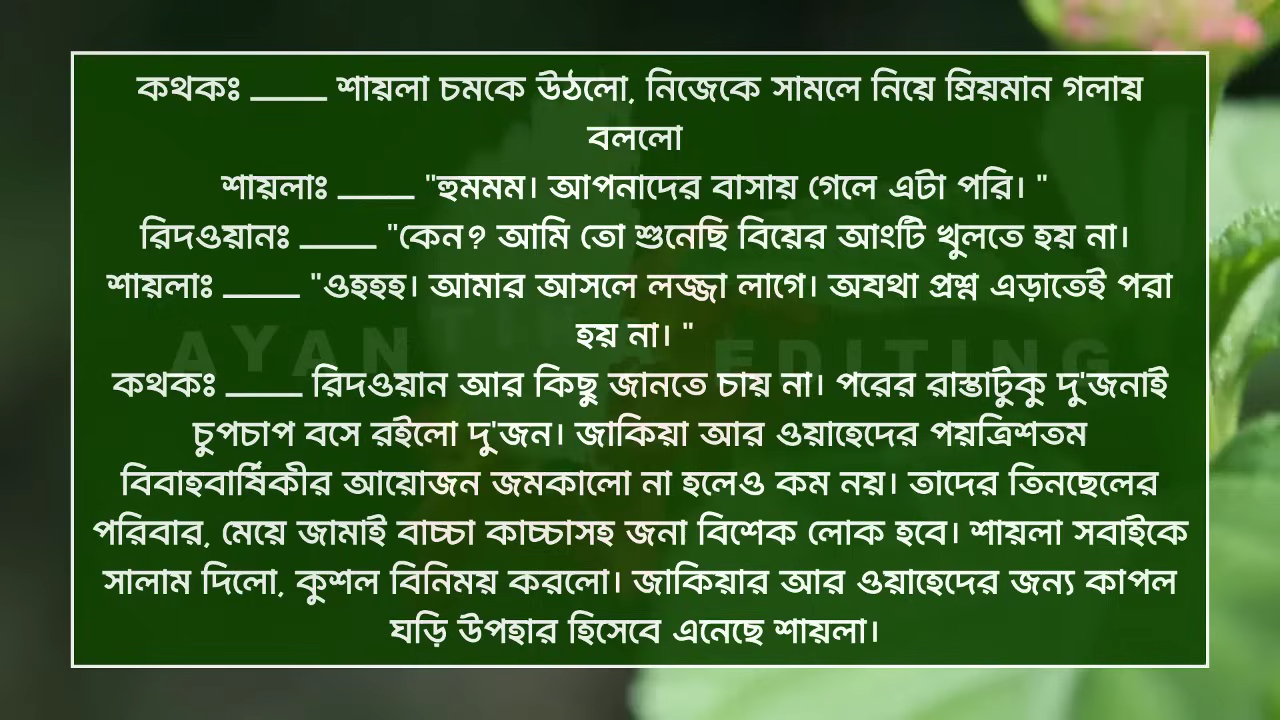 কথকঃ _____ শায়লা চমকে উঠলো, নিজেকে সামলে নিয়ে ম্রিয়মান গলায়
বললো
শায়লাঃ _____ "হুমমম। আপনাদের বাসায় গেলে এটা পরি। "
রিদওয়ানঃ _____ "কেন? আমি তো শুনেছি বিয়ের আংটি খুলতে হয় না।
শায়লাঃ _____ "ওহহহ। আমার আসলে লজ্জা লাগে। অযথা প্রশ্ন এড়াতেই পরা
হয় না। "
কথকঃ _____ রিদওয়ান আর কিছু জানতে চায় না। পরের রাস্তাটুকু দু'জনাই
চুপচাপ বসে রইলো দু'জন। জাকিয়া আর ওয়াহেদের পয়ত্রিশতম
বিবাহবার্ষিকীর আয়োজন জমকালো না হলেও কম নয়। তাদের তিনছেলের
পরিবার, মেয়ে জামাই বাচ্চা কাচ্চাসহ জনা বিশেক লোক হবে। শায়লা সবাইকে
সালাম দিলো, কুশল বিনিময় করলো। জাকিয়ার আর ওয়াহেদের জন্য কাপল
ঘড়ি উপহার হিসেবে এনেছে শায়লা।
EDITING